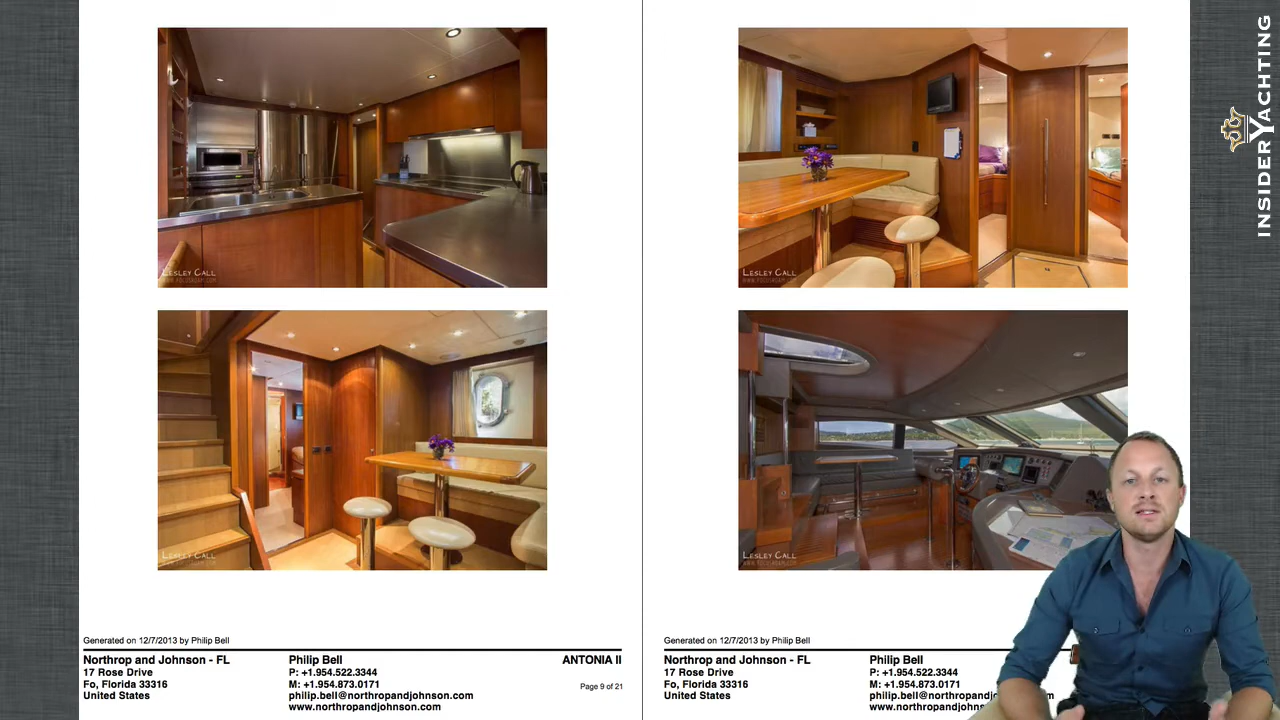 LESLEY CALL
LESLEY CALL
LESLEY CALL
LESLEY CALL
Generated on 12/7/2013 by Philip Bell
Northrop and Johnson - FL
17 Rose Drive
Fo, Florida 33316
United States
Philip Bell
P: +1.954.522.3344
M: +1.954.873.0171
philip.bell@northropandjohnson.com
www.northropandjohnson.com
ANTONIA II
Page 9 of 21
Generated on 12/7/2013 by Philip Bell
Northrop and Johnson - FL
17 Rose Drive
Fo, Florida 33316
United States
Philip Bell
P: +1.954.522.3344
M: +1.954.873.0171
INSIDER YACHTING